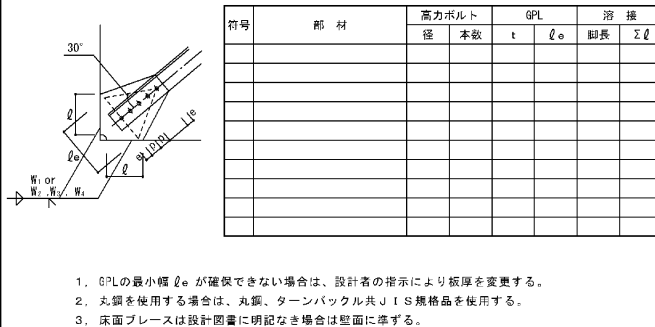 30°
ℓ
ℓe
ℓ
e P P P e
W₁ or
W₂ ,W₃ , W₄
符号 部 材 高力ボルト GPL 溶 接
径 本数 t ℓe 脚長 Σℓ
1, GPLの最小幅 ℓe が確保できない場合は、設計者の指示により板厚を変更する。
2, 丸鋼を使用する場合は、丸鋼、ターンバックル共JIS規格品を使用する。
3, 床面ブレースは設計図書に明記なき場合は壁面に準ずる。